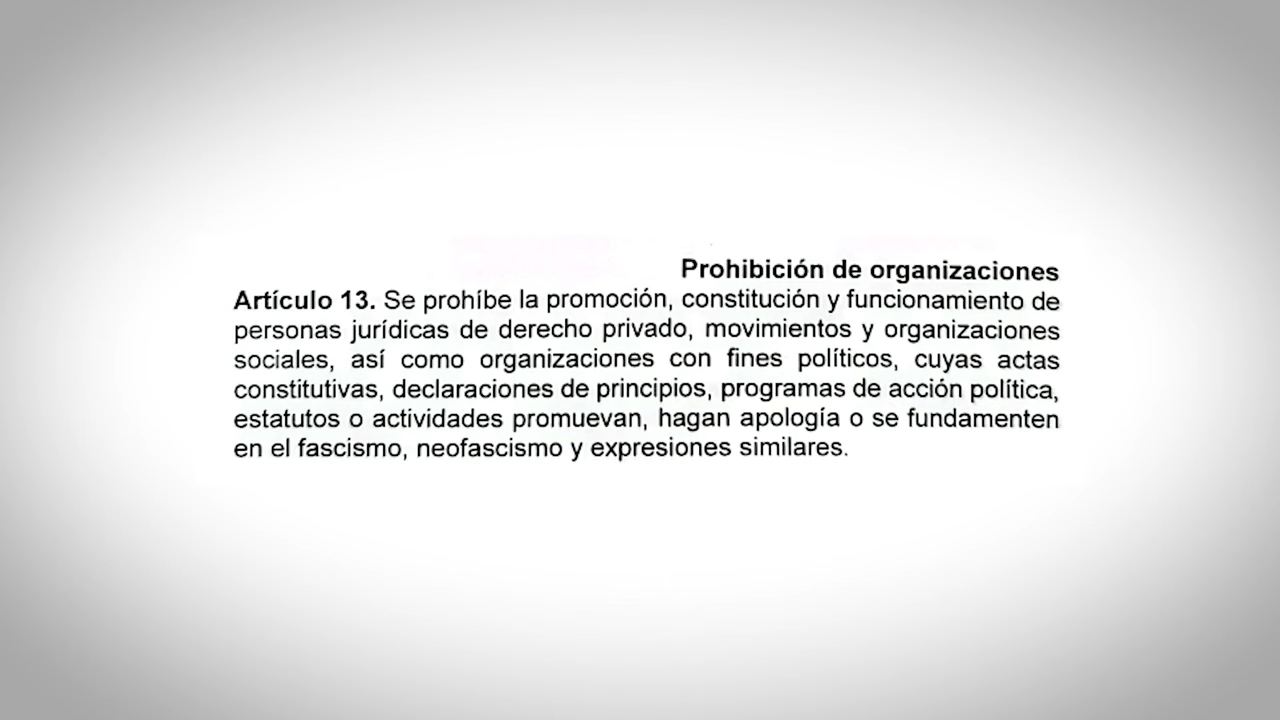 Prohibición de organizaciones
Artículo 13. Se prohíbe la promoción, constitución y funcionamiento de
personas jurídicas de derecho privado, movimientos y organizaciones
sociales, así como organizaciones con fines políticos, cuyas actas
constitutivas, declaraciones de principios, programas de acción política,
estatutos o actividades promuevan, hagan apología o se fundamenten
en el fascismo, neofascismo y expresiones similares.